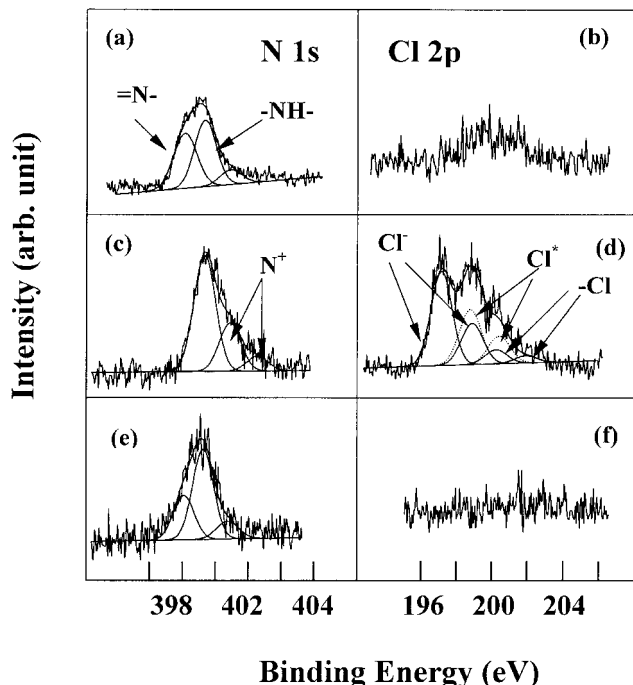 (a)
N 1s
=N-
-NH-
Cl 2p
(b)
(c)
N⁺
Cl⁻
Cl*
(d)
-Cl
(e)
(f)
Intensity (arb. unit)
398 402 404
196 200 204
Binding Energy (eV)